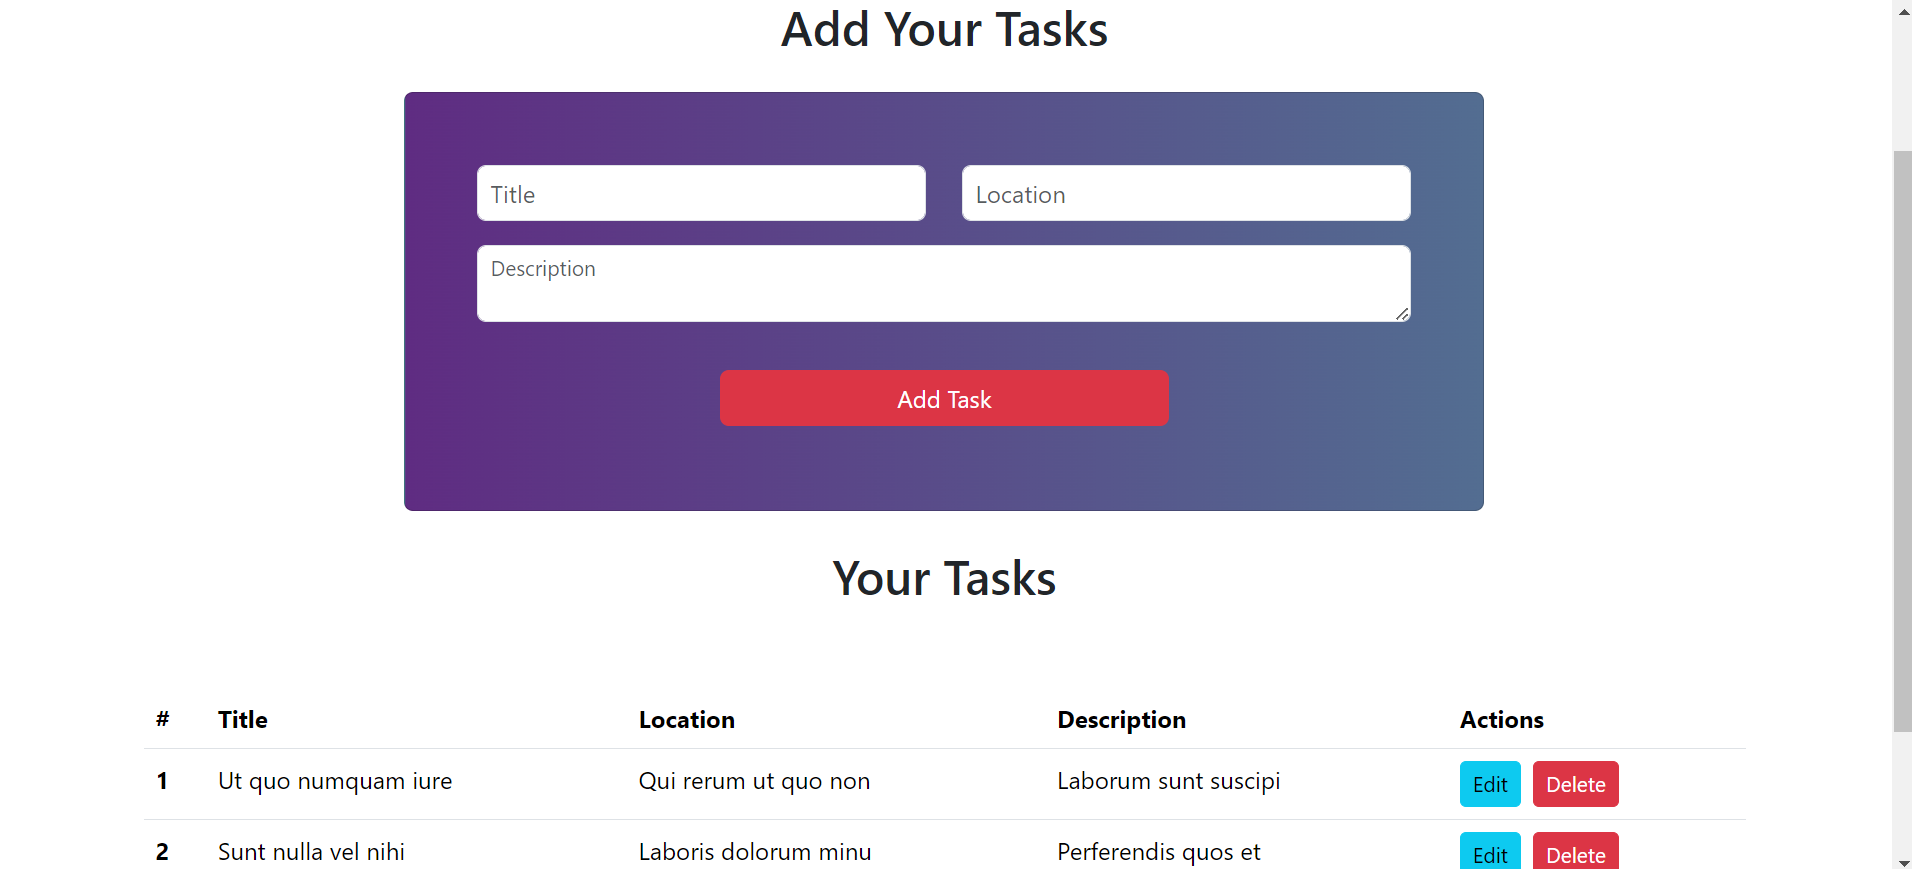 Add Your Tasks
Title Location
Description
Add Task
Your Tasks
# Title Location Description Actions
1 Ut quo numquam iure Qui rerum ut quo non Laborum sunt suscipi Edit Delete
2 Sunt nulla vel nihi Laboris dolorum minu Perferendis quos et Edit Delete